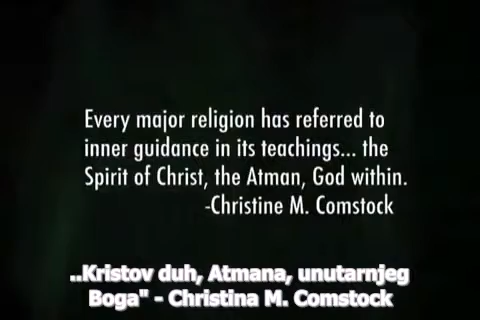 Every major religion has referred to
inner guidance in its teachings... the
Spirit of Christ, the Atman, God within.
-Christine M. Comstock
..Kristov duh, Atmana, unutarnjeg
Boga" - Christina M. Comstock